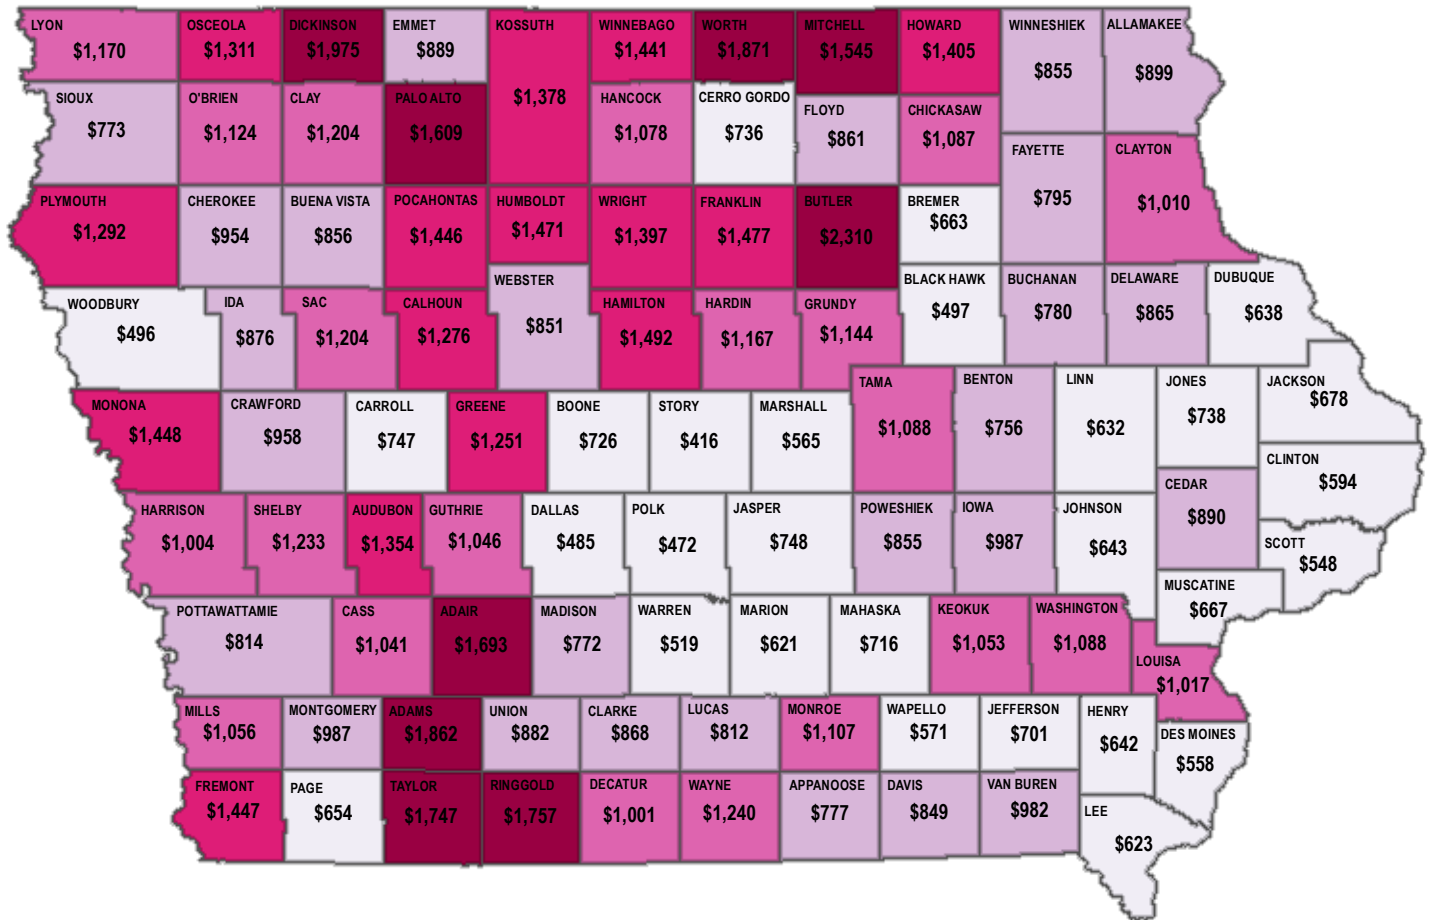 LYON
$1,170
OSCEOLA
$1,311
DICKINSON
$1,975
EMMET
$889
KOSSUTH
$1,378
WINNEBAGO
$1,441
WORTH
$1,871
MITCHELL
$1,545
HOWARD
$1,405
WINNESHIEK
$855
ALLAMAKEE
$899
SIOUX
$773
O'BRIEN
$1,124
CLAY
$1,204
PALO ALTO
$1,609
HANCOCK
$1,078
CERRO GORDO
$736
FLOYD
$861
CHICKASAW
$1,087
FAYETTE
$795
CLAYTON
$1,010
PLYMOUTH
$1,292
CHEROKEE
$954
BUENA VISTA
$856
POCAHONTAS
$1,446
HUMBOLDT
$1,471
WRIGHT
$1,397
FRANKLIN
$1,477
BUTLER
$2,310
BREMER
$663
WOODBURY
$496
IDA
$876
SAC
$1,204
CALHOUN
$1,276
WEBSTER
$851
HAMILTON
$1,492
HARDIN
$1,167
GRUNDY
$1,144
BLACK HAWK
$497
BUCHANAN
$780
DELAWARE
$865
DUBUQUE
$638
MONONA
$1,448
CRAWFORD
$958
CARROLL
$747
GREENE
$1,251
BOONE
$726
STORY
$416
MARSHALL
$565
TAMA
$1,088
BENTON
$756
LINN
$632
JONES
$738
JACKSON
$678
CLINTON
$594
CEDAR
$890
HARRISON
$1,004
SHELBY
$1,233
AUDUBON
$1,354
GUTHRIE
$1,046
DALLAS
$485
POLK
$472
JASPER
$748
POWESHIEK
$855
IOWA
$987
JOHNSON
$643
SCOTT
$548
MUSCATINE
$667
POTTAWATTAMIE
$814
CASS
$1,041
ADAIR
$1,693
MADISON
$772
WARREN
$519
MARION
$621
MAHASKA
$716
KEOKUK
$1,053
WASHINGTON
$1,088
LOUISA
$1,017
MILLS
$1,056
MONTGOMERY
$987
ADAMS
$1,862
UNION
$882
CLARKE
$868
LUCAS
$812
MONROE
$1,107
WAPELLO
$571
JEFFERSON
$701
HENRY
$642
DES MOINES
$558
FREMONT
$1,447
PAGE
$654
TAYLOR
$1,747
RINGGOLD
$1,757
DECATUR
$1,001
WAYNE
$1,240
APPANOOSE
$777
DAVIS
$849
VAN BUREN
$982
LEE
$623